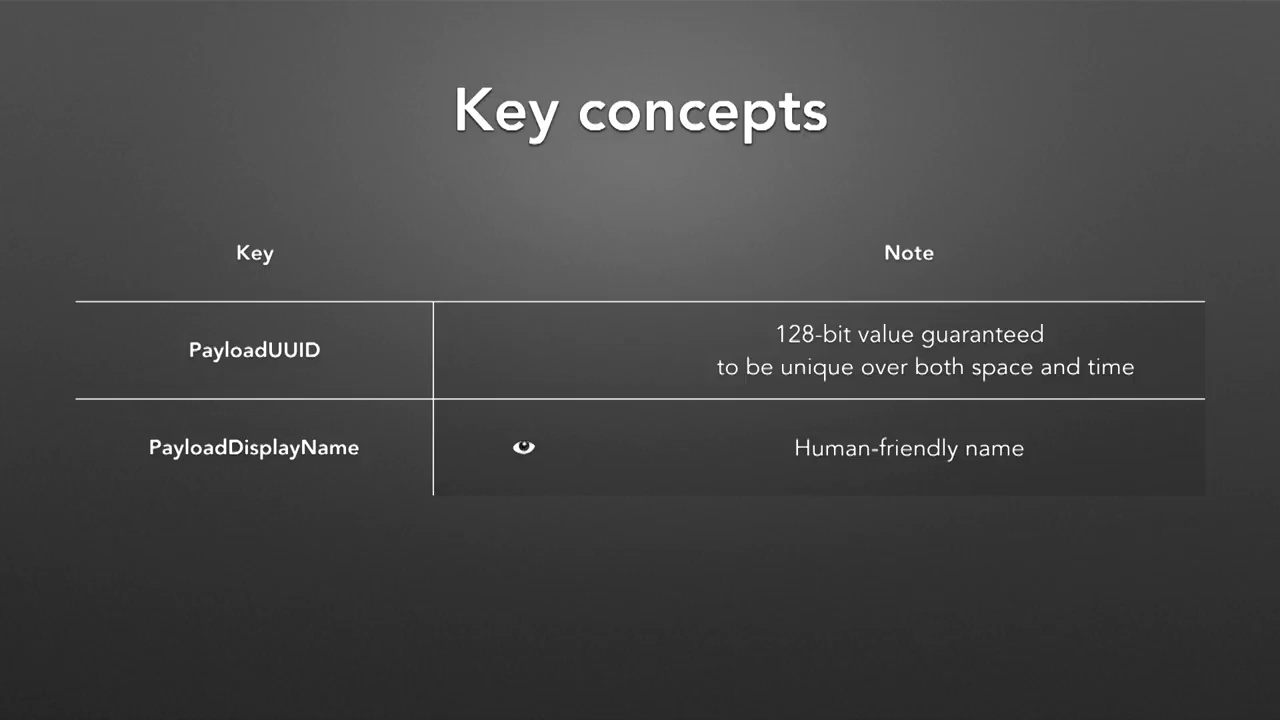 Key concepts
Key
Note
PayloadUUID
128-bit value guaranteed
to be unique over both space and time
PayloadDisplayName
Human-friendly name